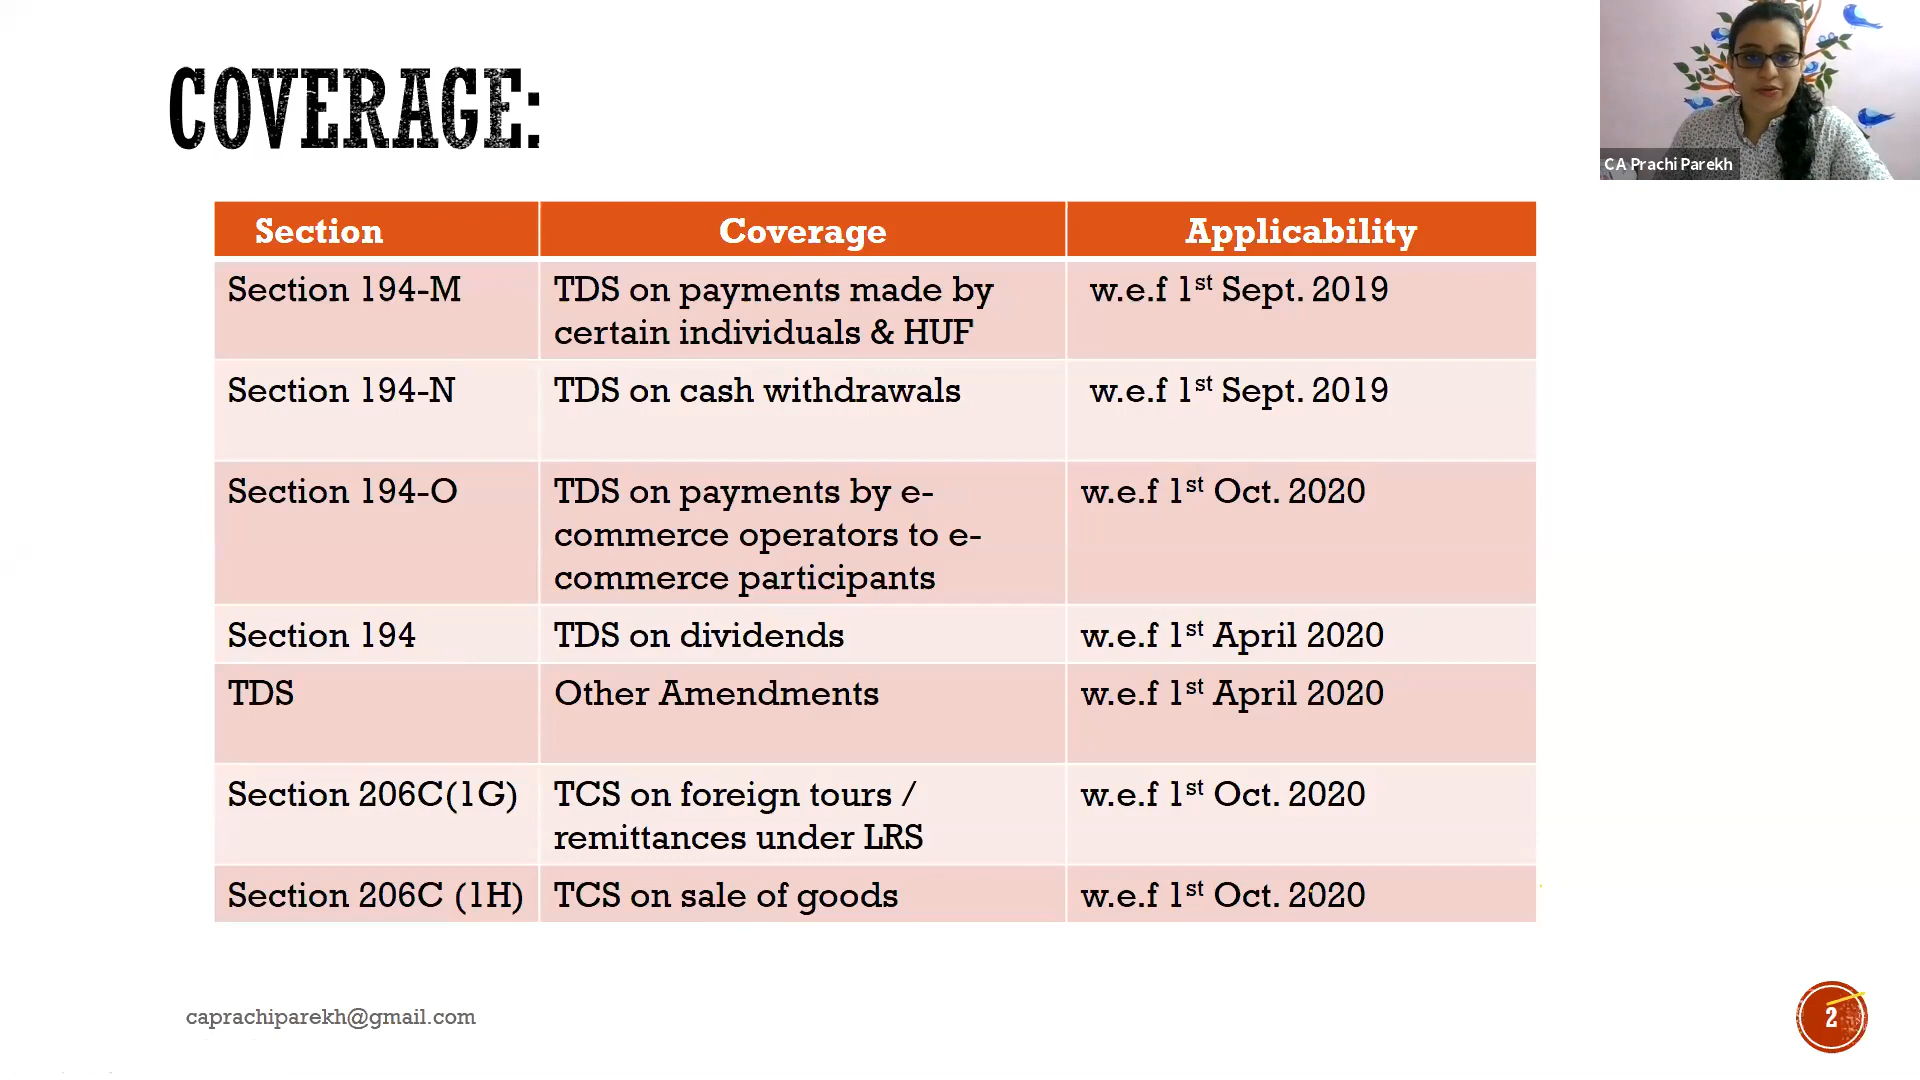 COVERAGE:
CA Prachi Parekh
Section Coverage Applicability
Section 194-M TDS on payments made by w.e.f 1st Sept. 2019
certain individuals & HUF
Section 194-N TDS on cash withdrawals w.e.f 1st Sept. 2019
Section 194-O TDS on payments by e- w.e.f 1st Oct. 2020
commerce operators to e-
commerce participants
Section 194 TDS on dividends w.e.f 1st April 2020
TDS Other Amendments w.e.f 1st April 2020
Section 206C(1G) TCS on foreign tours / w.e.f 1st Oct. 2020
remittances under LRS
Section 206C (1H) TCS on sale of goods w.e.f 1st Oct. 2020
caprachiparekh@gmail.com
2